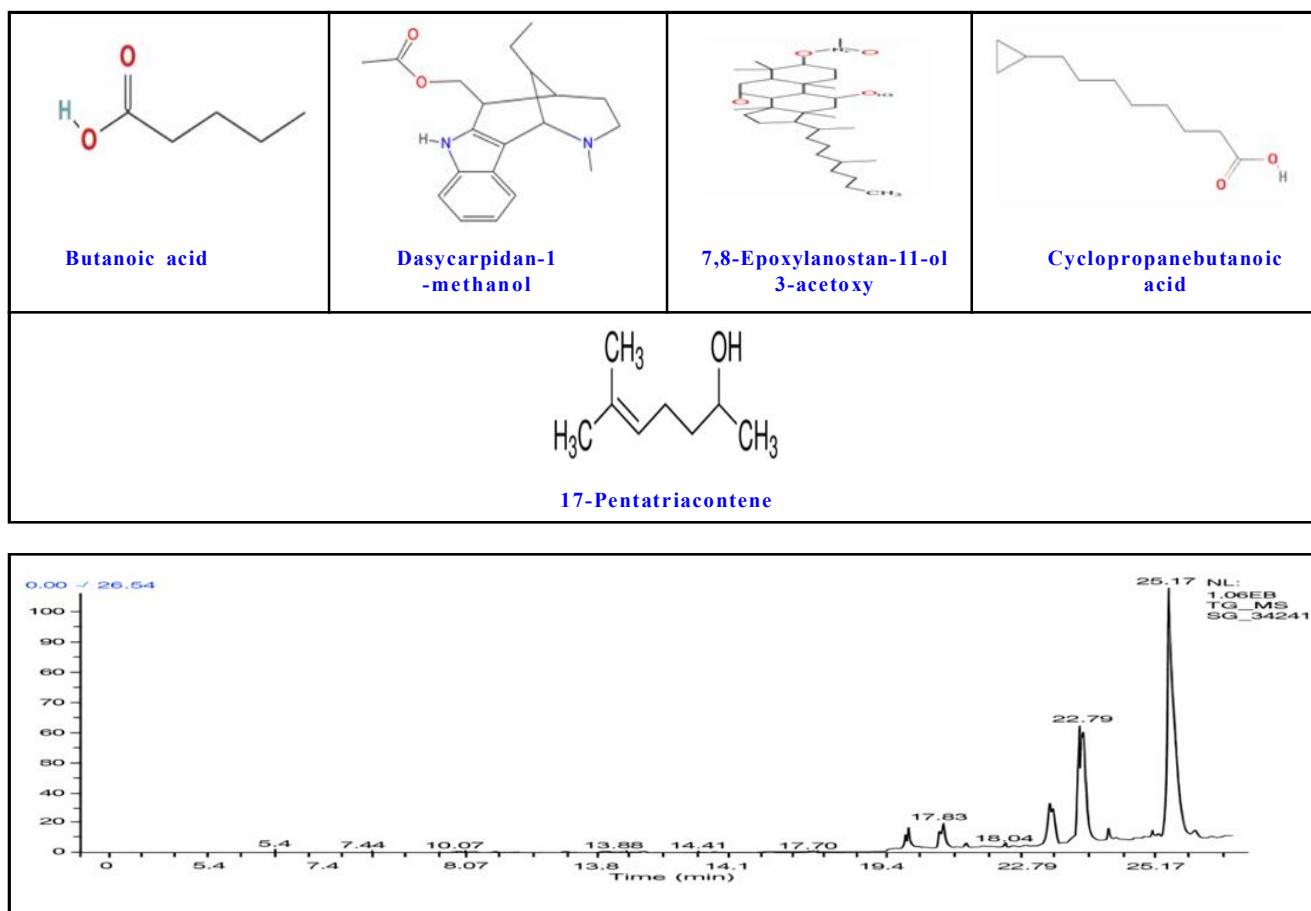 O
H
O
Butanoic acid
O
O
H
N
N
Dasycarpidan-1
-methanol
O
O
O
O
CH₃
7,8-Epoxylanostan-11-ol
3-acetoxy
O
O
H
Cyclopropanebutanoic
acid
CH₃
OH
H₃C
CH₃
17-Pentatriacontene
0.00 / 26.54
25.17
NL:
1.06EB
TG_MS
SG_34241
100
90
80
70
60
50
40
20
0
22.79
17.83
5.4
7.44
10.07
13.88
14.41
17.70
18.04
0
5.4
7.4
8.07
13.8
14.1
19.4
22.79
25.17
Time (min)